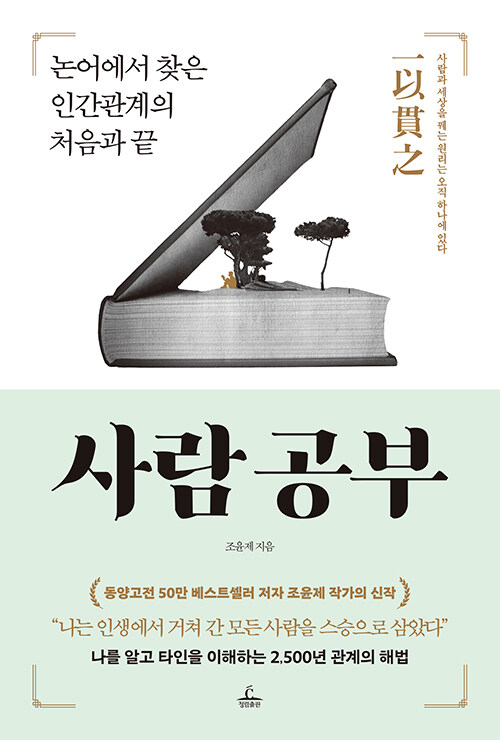 논어에서 찾은
인간관계의
처음과 끝
一以貫之
사람과 세상을 꿰는 원리는 오직 하나에 있다
사람 공부
조윤제 지음
동양고전 50만 베스트셀러 저자 조윤제 작가의 신작
“나는 인생에서 거쳐 간 모든 사람을 스승으로 삼았다”
나를 알고 타인을 이해하는 2,500년 관계의 해법
청림출판